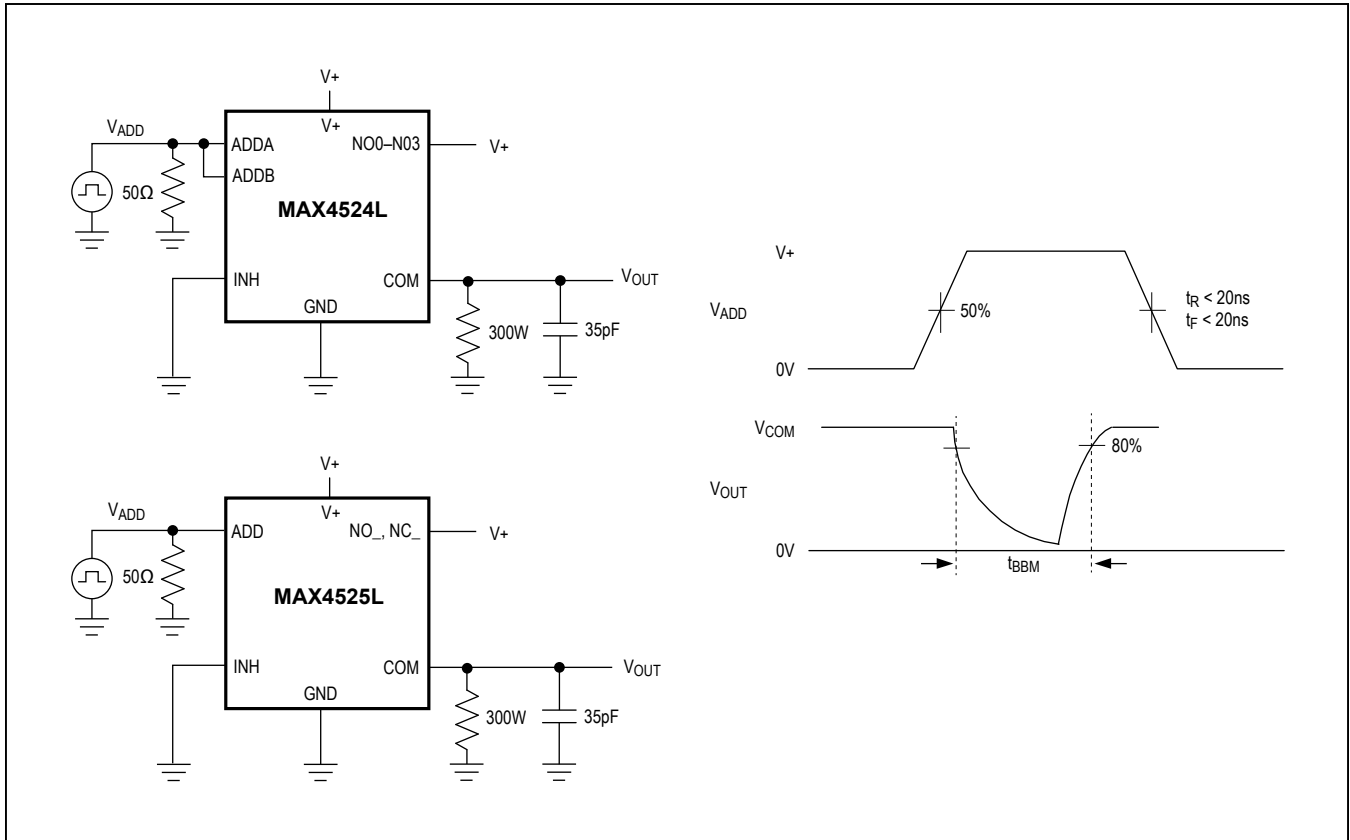 V+
V+
VADD
ADDA
NO0–N03
V+
ADDB
50Ω
MAX4524L
INH
COM
VOUT
GND
300W
35pF
V+
V+
VADD
ADD
NO_, NC_
V+
50Ω
MAX4525L
INH
COM
VOUT
GND
300W
35pF
V+
VADD
50%
tR < 20ns
tF < 20ns
0V
VCOM
80%
VOUT
0V
tBBM